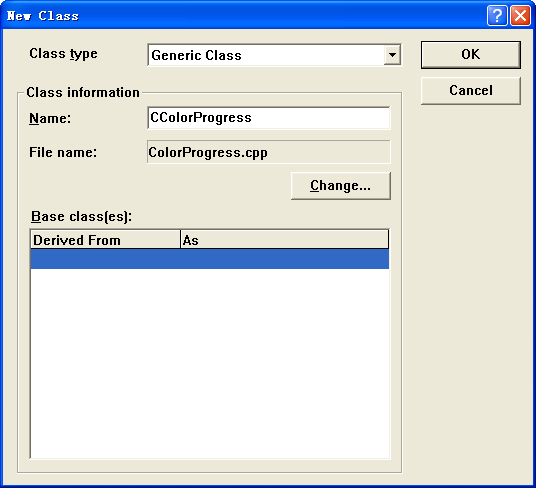 New Class
Class type
Generic Class
OK
Cancel
Class information
Name:
CColorProgress
File name:
ColorProgress.cpp
Change...
Base class(es):
Derived From
As